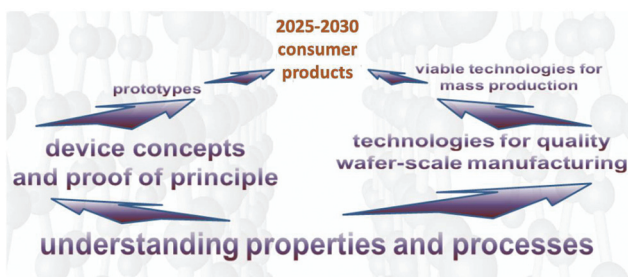 2025-2030
consumer
products
prototypes
viable technologies for
mass production
device concepts
and proof of principle
technologies for quality
wafer-scale manufacturing
understanding properties and processes